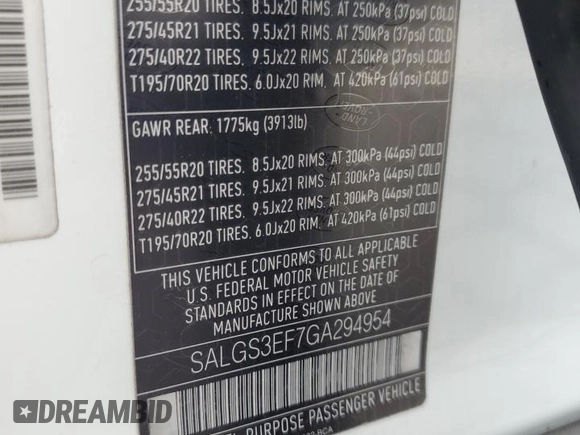 255/55R20 TIRES. 8.5Jx20 RIMS. AT 250kPa (37psi) COLD
275/45R21 TIRES. 9.5Jx21 RIMS. AT 250kPa (37psi) COLD
275/40R22 TIRES. 9.5Jx22 RIMS. AT 250kPa (37psi) COLD
T195/70R20 TIRES. 6.0Jx20 RIM. AT 420kPa (61psi) COLD
LAND ROVER
GAWR REAR. 1775kg (3913lb)
255/55R20 TIRES. 8.5Jx20 RIMS. AT 300kPa (44psi) COLD
275/45R21 TIRES. 9.5Jx21 RIMS. AT 300kPa (44psi) COLD
275/40R22 TIRES. 9.5Jx22 RIMS. AT 300kPa (44psi) COLD
T195/70R20 TIRES. 6.0Jx20 RIM. AT 420kPa (61psi) COLD
THIS VEHICLE CONFORMS TO ALL APPLICABLE
U.S. FEDERAL MOTOR VEHICLE SAFETY
STANDARDS IN EFFECT ON THE DATE OF
MANUFACTURE SHOWN ABOVE.
SALGS3EF7GA294954
PURPOSE PASSENGER VEHICLE
BCA
DREAMBID